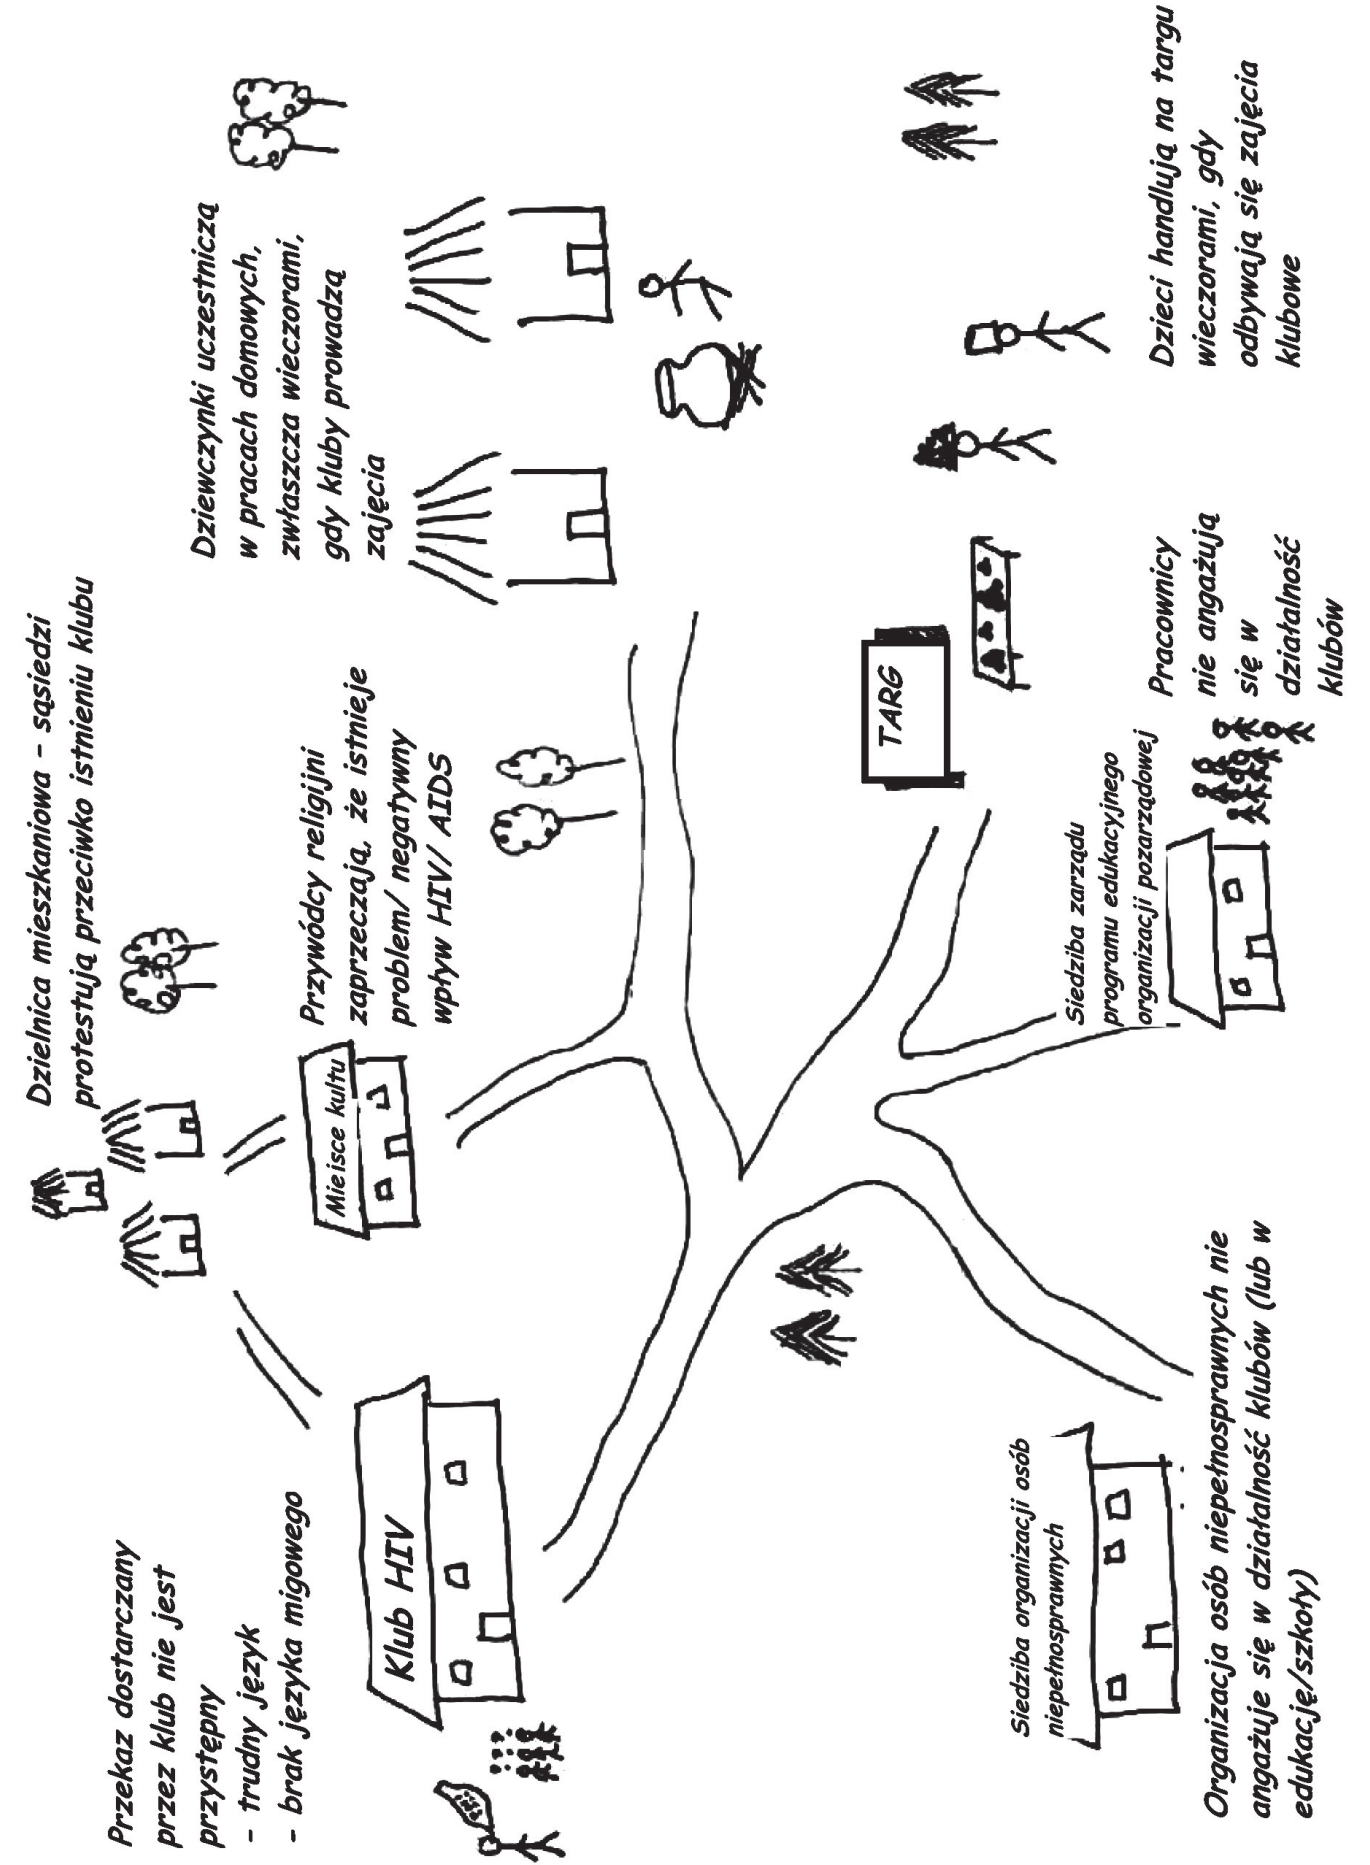 Przekaz dostarczany
przez klub nie jest
przystępny
- trudny język
- brak języka migowego
Klub HIV
Dzielnica mieszkaniowa - sąsiedzi
protestują przeciwko istnieniu klubu
Miejsce kultu
Przywódcy religijni
zaprzeczają, że istnieje
problem/ negatywny
wpływ HIV/ AIDS
Dziewczynki uczestniczą
w pracach domowych,
zwłaszcza wieczorami,
gdy kluby prowadzą
zajęcia
Siedziba organizacji osób
niepełnosprawnych
Organizacja osób niepełnosprawnych nie
angażuje się w działalność klubów (lub w
edukację/szkoły)
Siedziba zarządu
programu edukacyjnego
organizacji pozarządowej
Pracownicy
nie angażują
się w
działalność
klubów
TARG
Dzieci handlują na targu
wieczorami, gdy
odbywają się zajęcia
klubowe